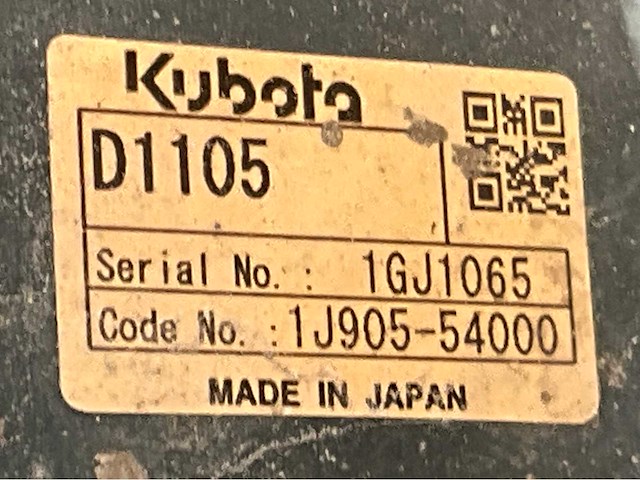 Kubota
D1105
Serial No. : 1GJ1065
Code No. : 1J905-54000
MADE IN JAPAN